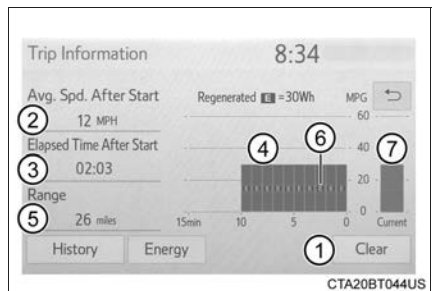 Trip Information 8:34
Avg. Spd. After Start Regenerated E =30Wh MPG
2 12 MPH 60
Elapsed Time After Start 4 6 40 7
3 02:03 20
Range 0
5 26 miles 15min 10 5 0 Current
History Energy 1 Clear
CTA20BT044US